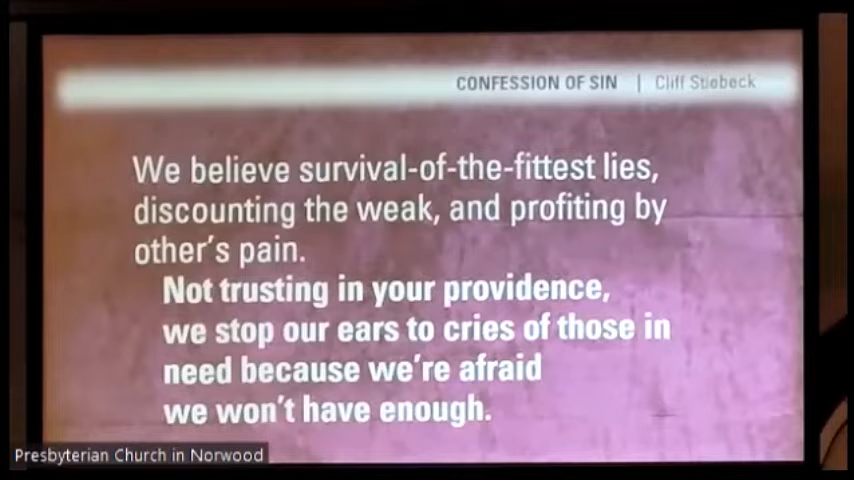 CONFESSION OF SIN | Cliff Stiebeck
We believe survival-of-the-fittest lies,
discounting the weak, and profiting by
other's pain.
Not trusting in your providence,
we stop our ears to cries of those in
need because we're afraid
we won't have enough.
Presbyterian Church in Norwood